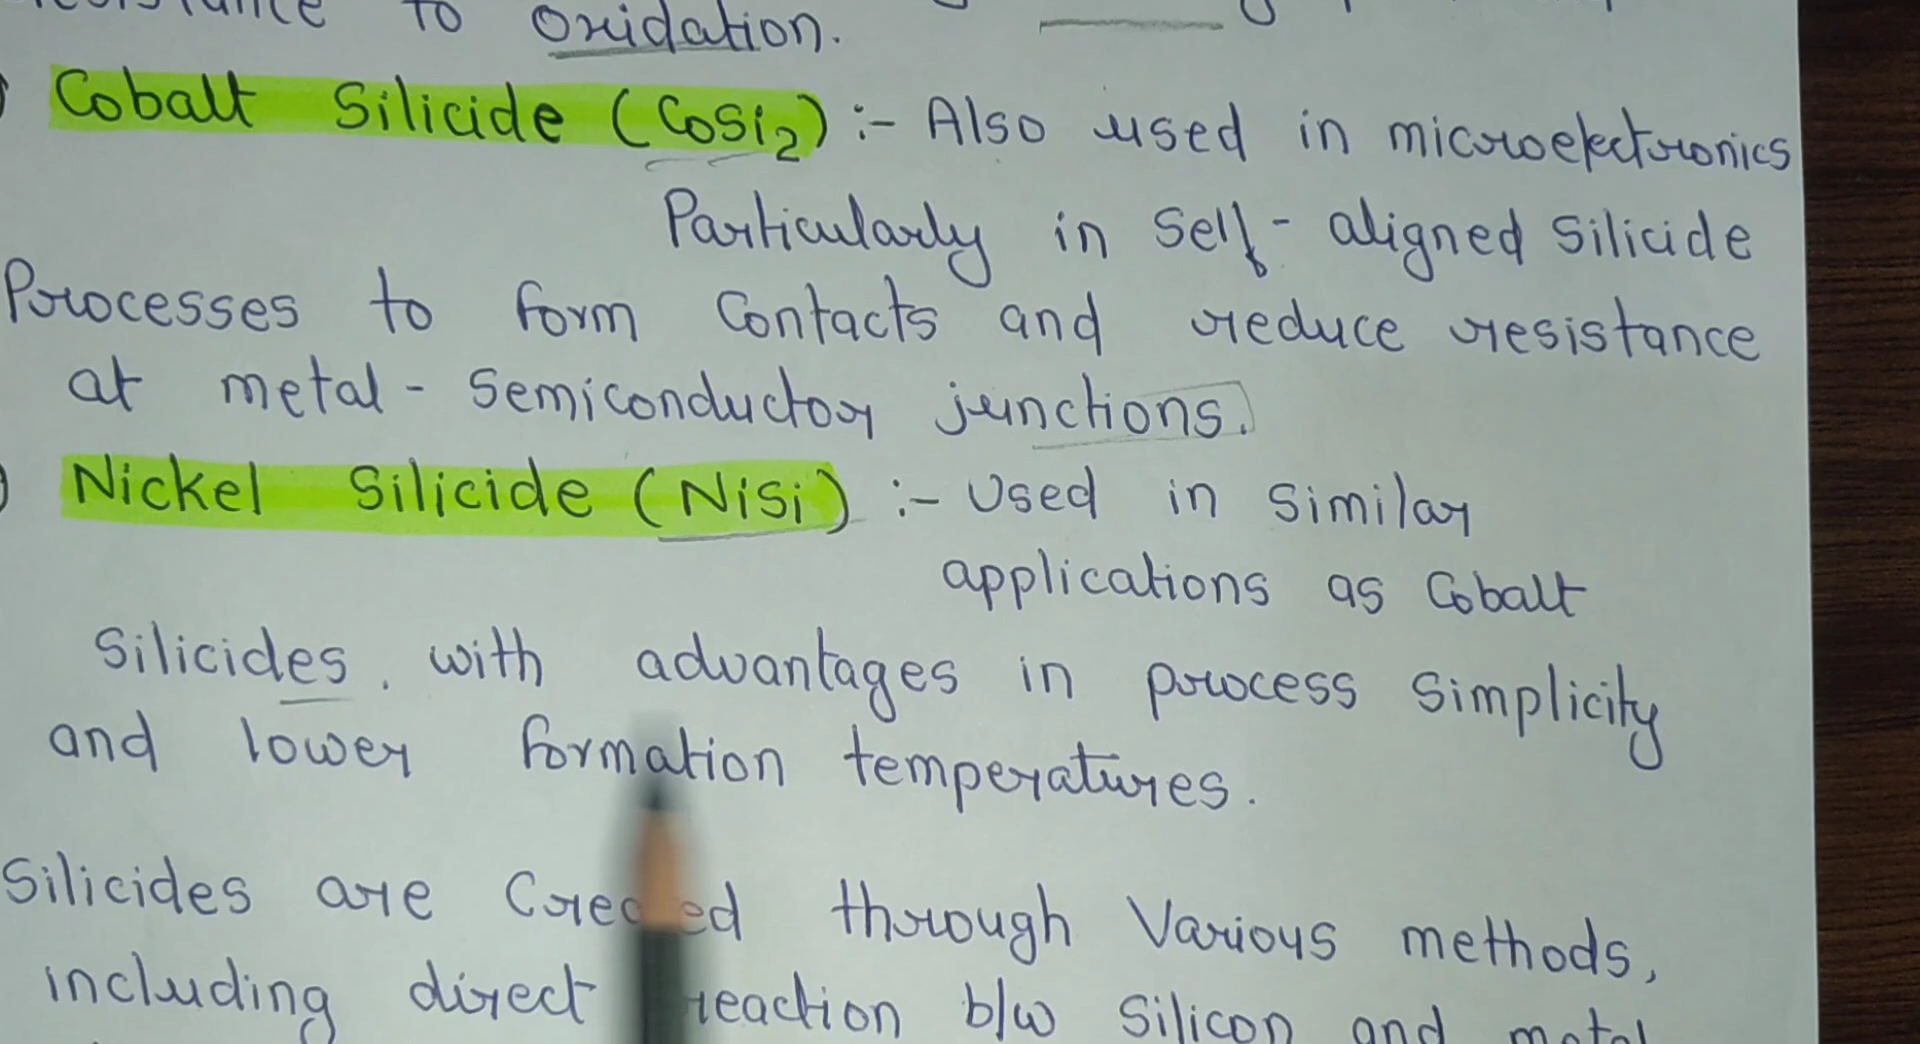 to oxidation.
Cobalt Silicide (CoSi2) :- Also used in microelectronics
Particularly in self-aligned silicide
Processes to form Contacts and reduce resistance
at metal - semiconductor junctions.
Nickel Silicide (NiSi) :- Used in similar
applications as Cobalt
silicides. with advantages in process simplicity
and lower formation temperatures.
Silicides are through Various methods,
including direct reaction b/w Silicon and metal